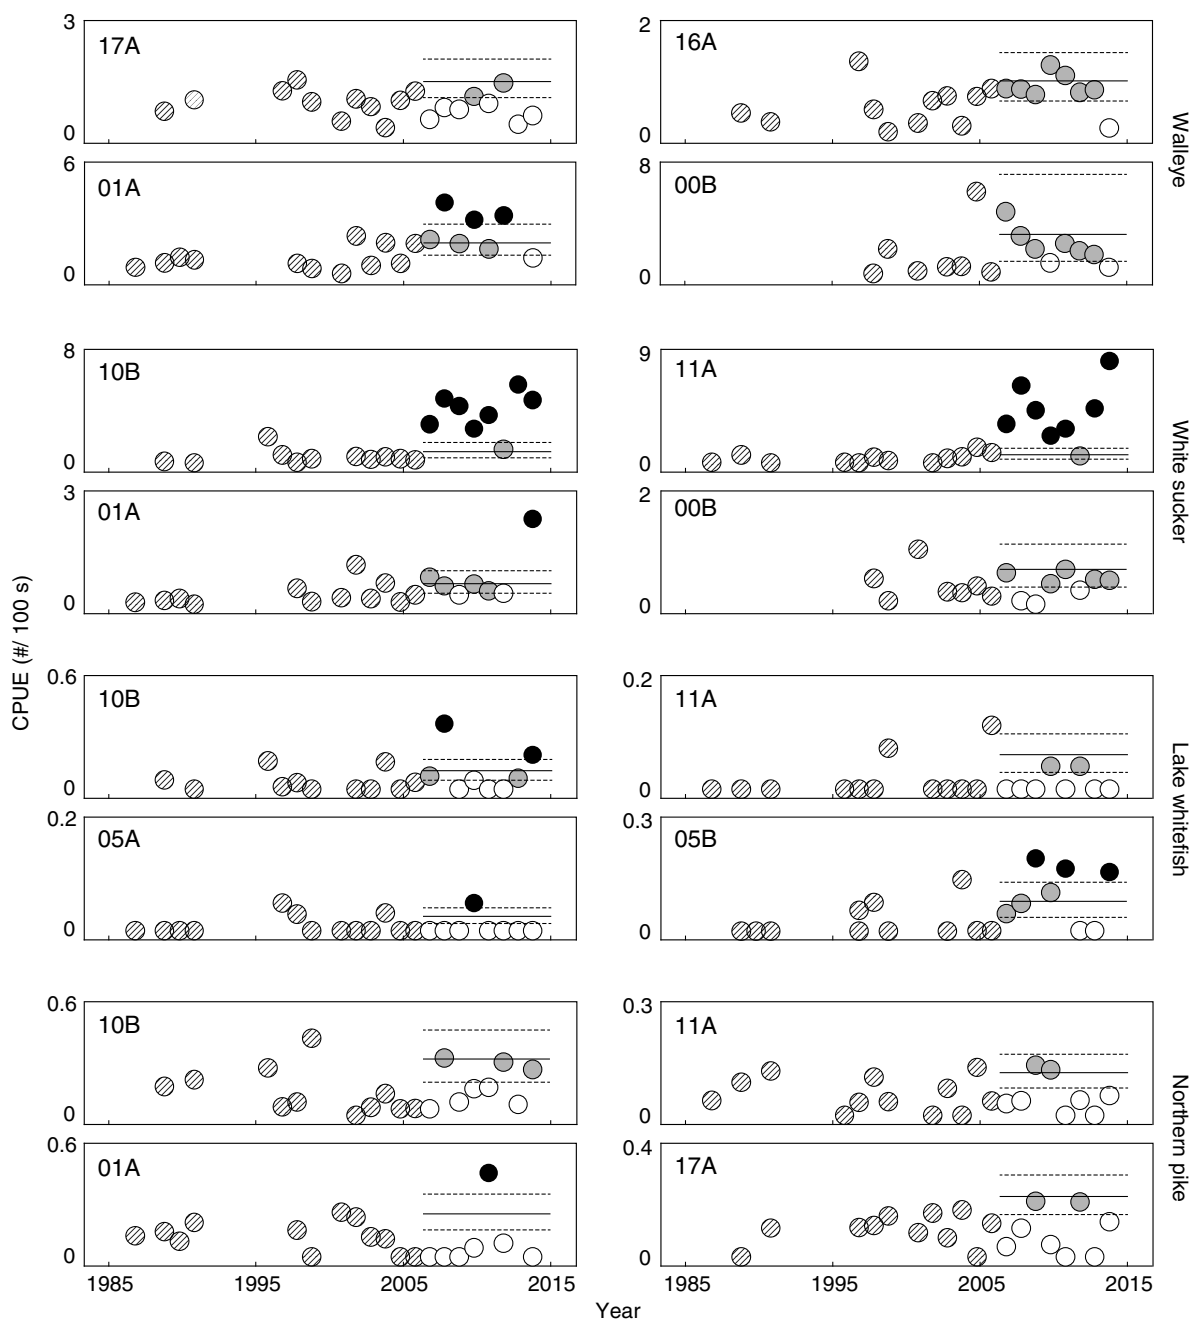 3
17A
0
2
16A
0
6
01A
0
8
00B
0
Walleye
8
10B
0
9
11A
0
3
01A
0
2
00B
0
White sucker
0.6
10B
0
0.2
11A
0
0.2
05A
0
0.3
05B
0
Lake whitefish
0.6
10B
0
0.3
11A
0
0.6
01A
0
0.4
17A
0
Northern pike
CPUE (#/ 100 s)
1985 1995 2005 2015 1985 1995 2005 2015
Year